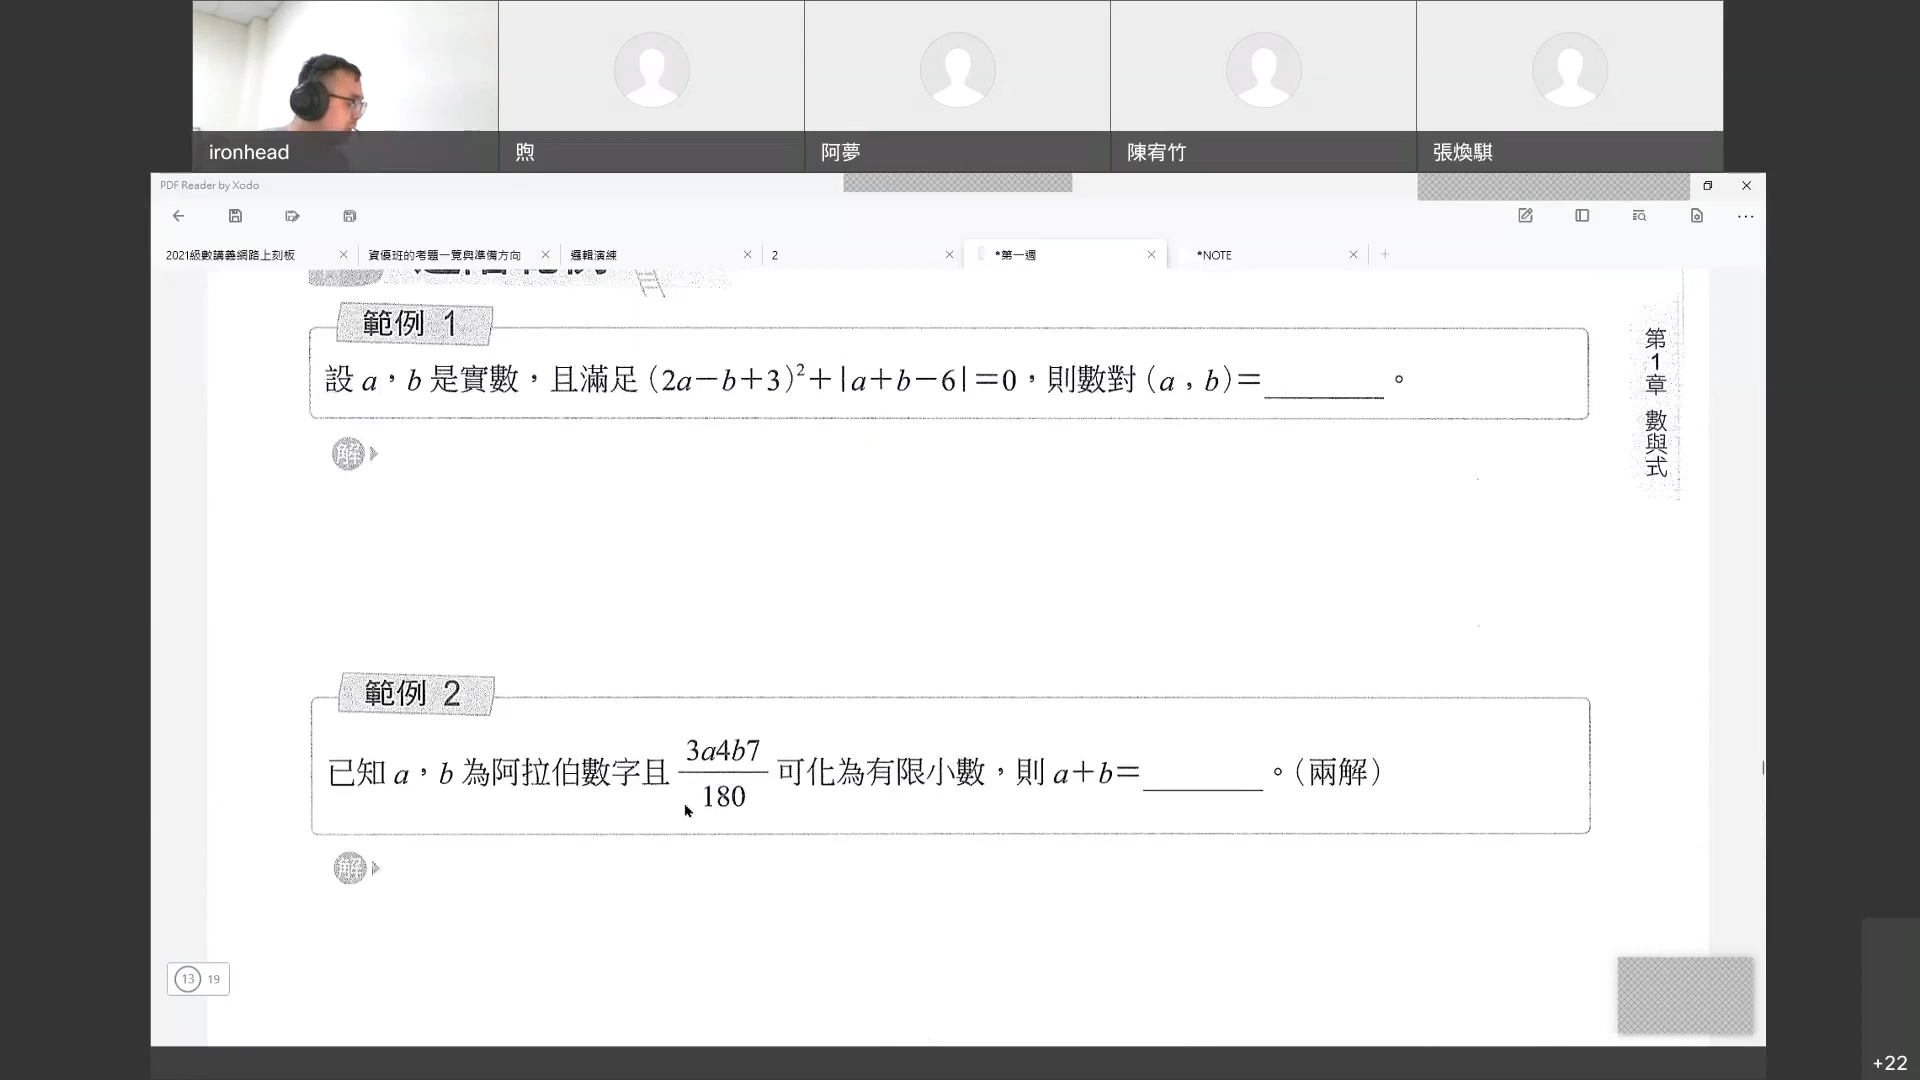 ironhead
煦
阿夢
陳宥竹
張煥騏
PDF Reader by Xodo
2021級數講義網路上刻板
資優班的考題一覽與準備方向
邏輯演練
2
*第一週
*NOTE
範例 1
設 a，b 是實數，且滿足 (2a－b＋3)²＋|a＋b－6|＝0，則數對 (a , b)＝________。
解
第1章 數與式
範例 2
已知 a，b 為阿拉伯數字且 3a4b7/180 可化為有限小數，則 a＋b＝________。(兩解)
解
13 19
+22